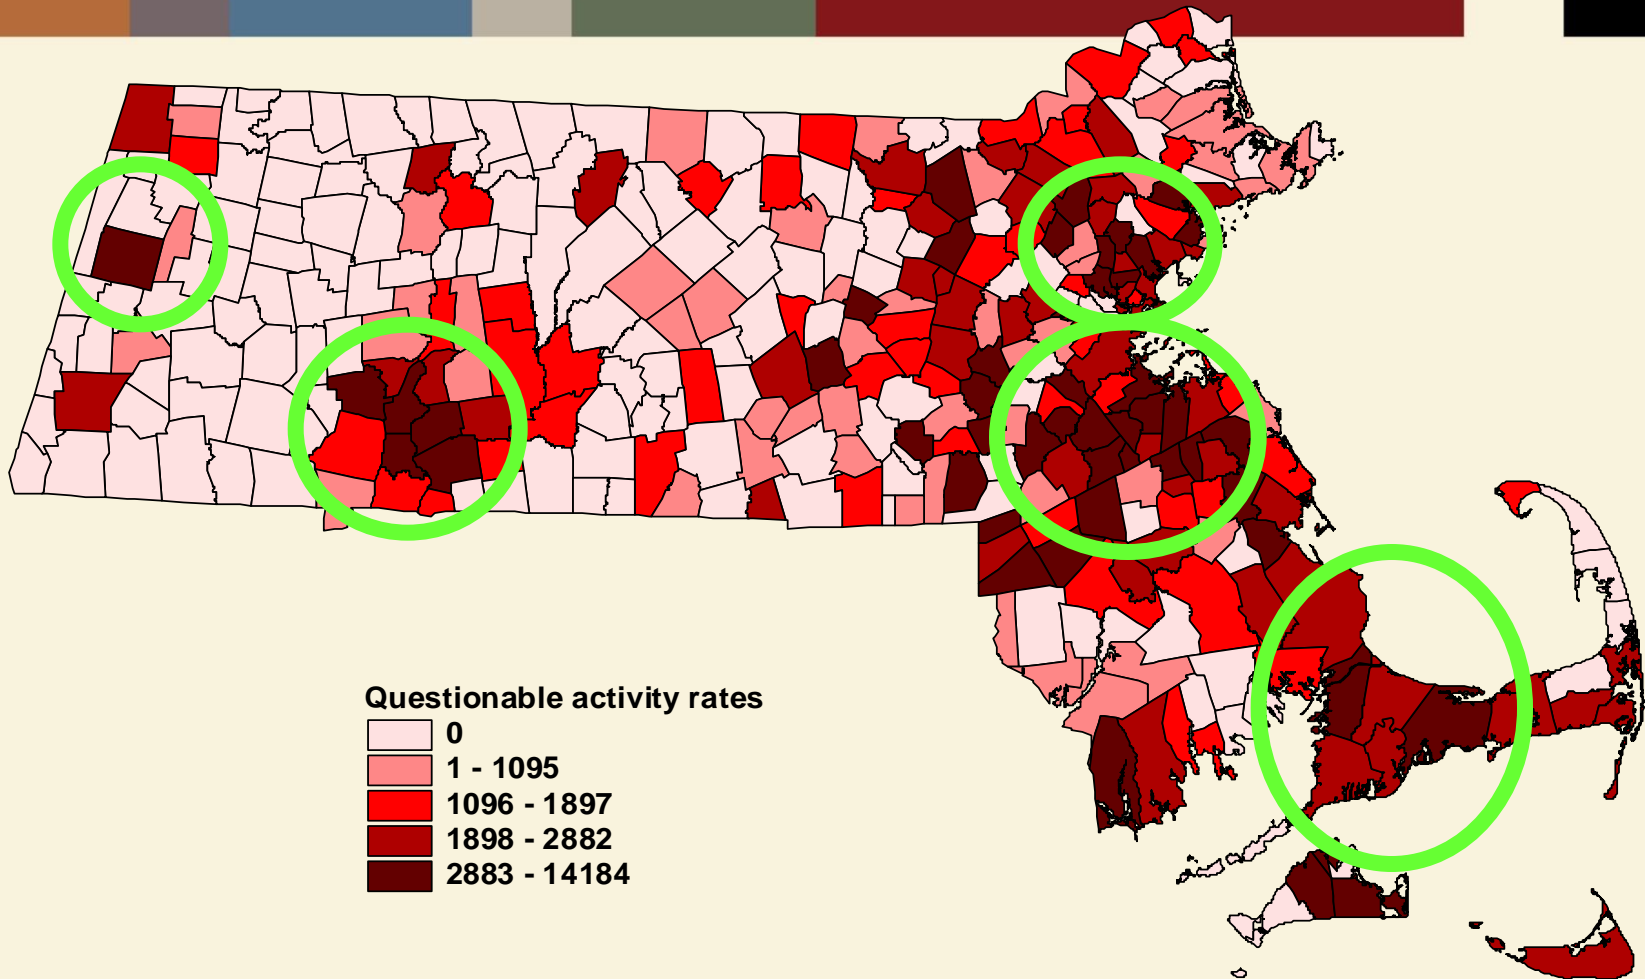 Questionable activity rates
0
1 - 1095
1096 - 1897
1898 - 2882
2883 - 14184